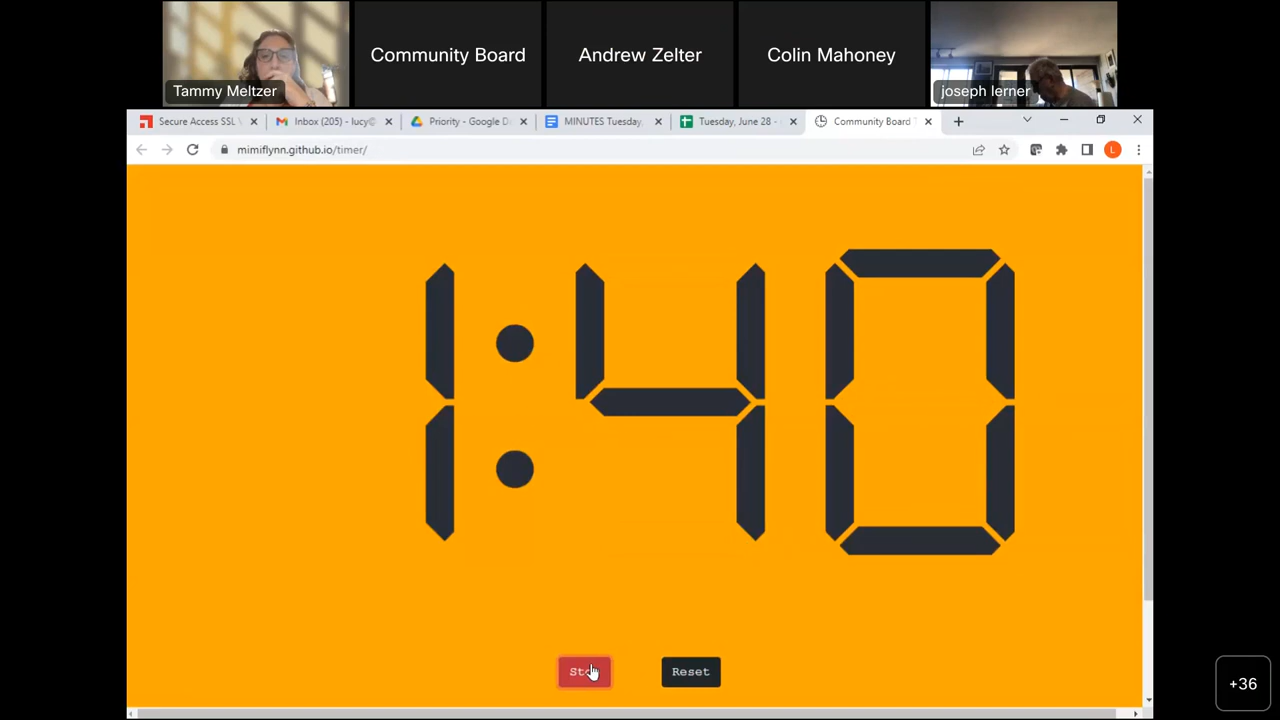 Tammy Meltzer
Community Board
Andrew Zelter
Colin Mahoney
joseph lerner
Secure Access SSL
Inbox (205) - lucy@
Priority - Google D
MINUTES Tuesday,
Tuesday, June 28 -
Community Board
mimiflynn.github.io/timer/
L
1:40
Reset
+36